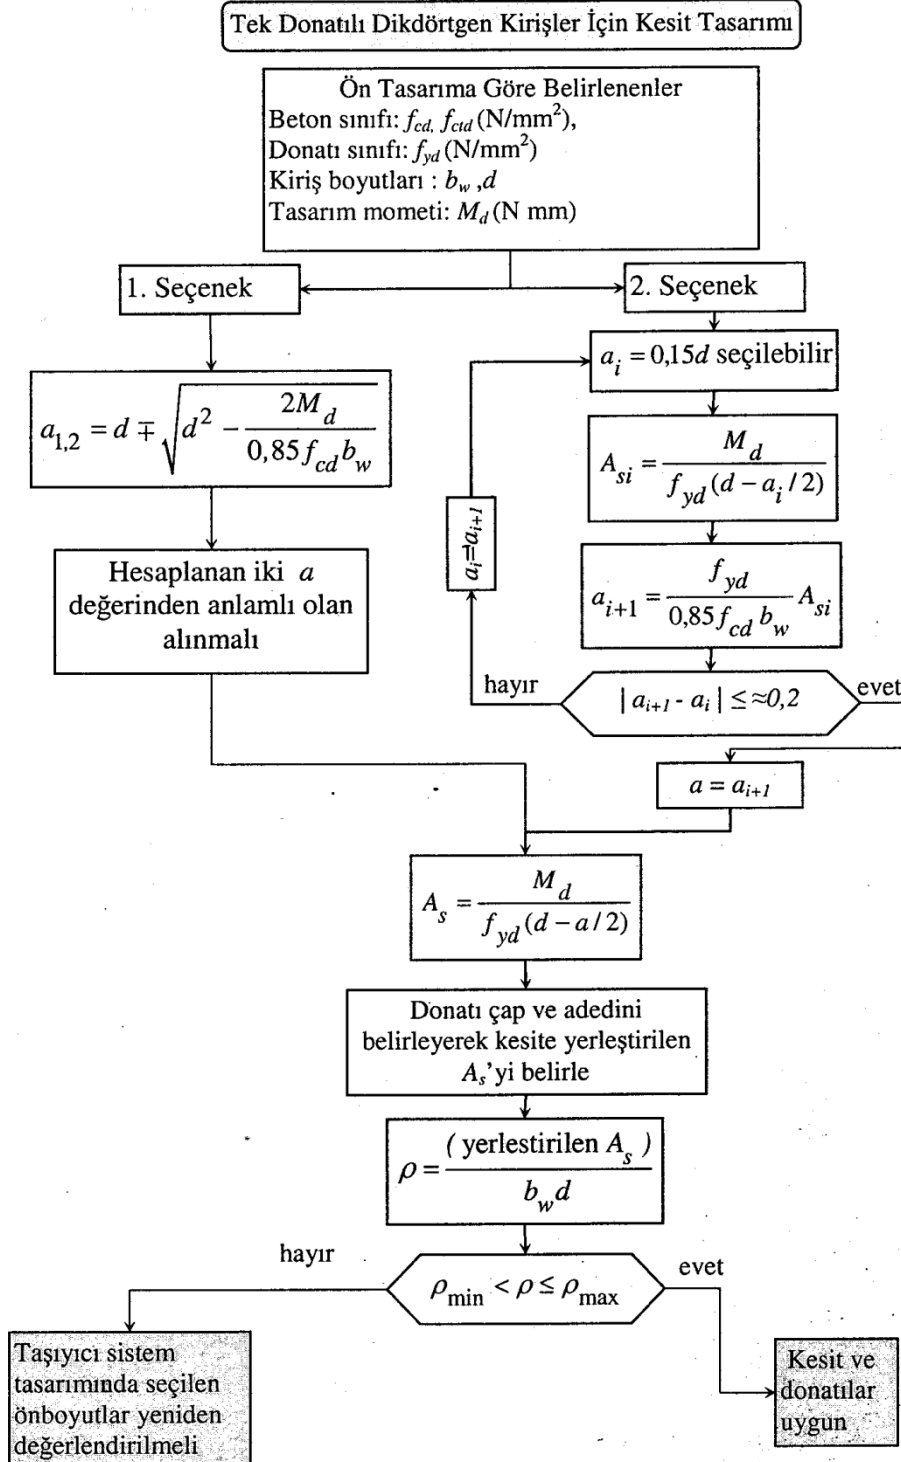 Tek Donatılı Dikdörtgen Kirişler İçin Kesit Tasarımı
Ön Tasarıma Göre Belirlenenler
Beton sınıfı: f_cd, f_ctd (N/mm²),
Donatı sınıfı: f_yd (N/mm²)
Kiriş boyutları : b_w ,d
Tasarım mometi: M_d (N mm)
1. Seçenek
a_1,2 = d ∓ √(d² - 2M_d / (0,85 f_cd b_w))
Hesaplanan iki a
değerinden anlamlı olan
alınmalı
2. Seçenek
a_i = 0,15d seçilebilir
A_si = M_d / (f_yd (d - a_i / 2))
a_i+1 = f_yd / (0,85 f_cd b_w) A_si
| a_i+1 - a_i | ≤ ≈0,2
hayır
a_i=a_i+1
evet
a = a_i+1
A_s = M_d / (f_yd (d - a / 2))
Donatı çap ve adedini
belirleyerek kesite yerleştirilen
A_s'yi belirle
ρ = (yerlestirilen A_s) / (b_w d)
ρ_min < ρ ≤ ρ_max
hayır
evet
Taşıyıcı sistem
tasarımında seçilen
önboyutlar yeniden
değerlendirilmeli
Kesit ve
donatılar
uygun